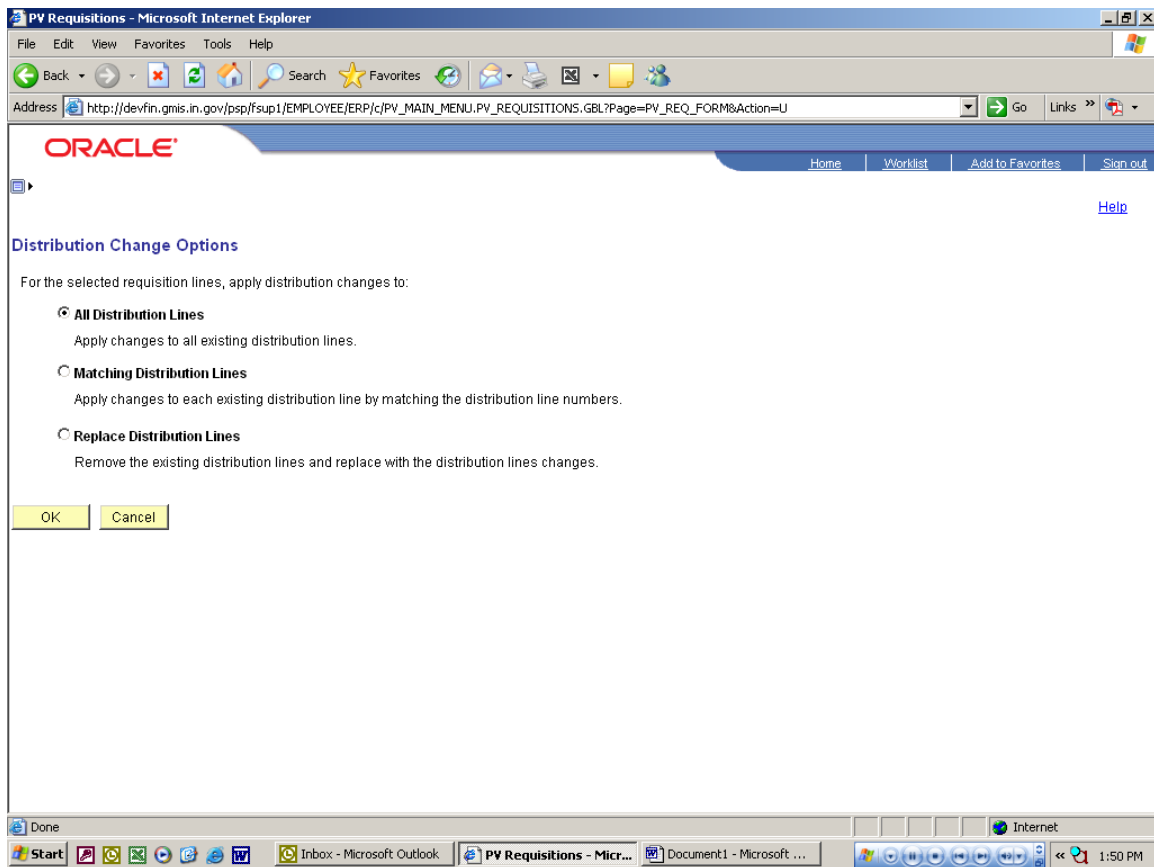 PV Requisitions - Microsoft Internet Explorer
File Edit View Favorites Tools Help
Back Search Favorites
Address http://devfin.gmis.in.gov/psp/fsup1/EMPLOYEE/ERP/c/PV_MAIN_MENU.PV_REQUISITIONS.GBL?Page=PV_REQ_FORM&Action=U Go Links »
ORACLE
Home Worklist Add to Favorites Sign out
Help
Distribution Change Options
For the selected requisition lines, apply distribution changes to:
All Distribution Lines
Apply changes to all existing distribution lines.
Matching Distribution Lines
Apply changes to each existing distribution line by matching the distribution line numbers.
Replace Distribution Lines
Remove the existing distribution lines and replace with the distribution lines changes.
OK Cancel
Done Internet
Start Inbox - Microsoft Outlook PV Requisitions - Micr... Document1 - Microsoft ... « 1:50 PM